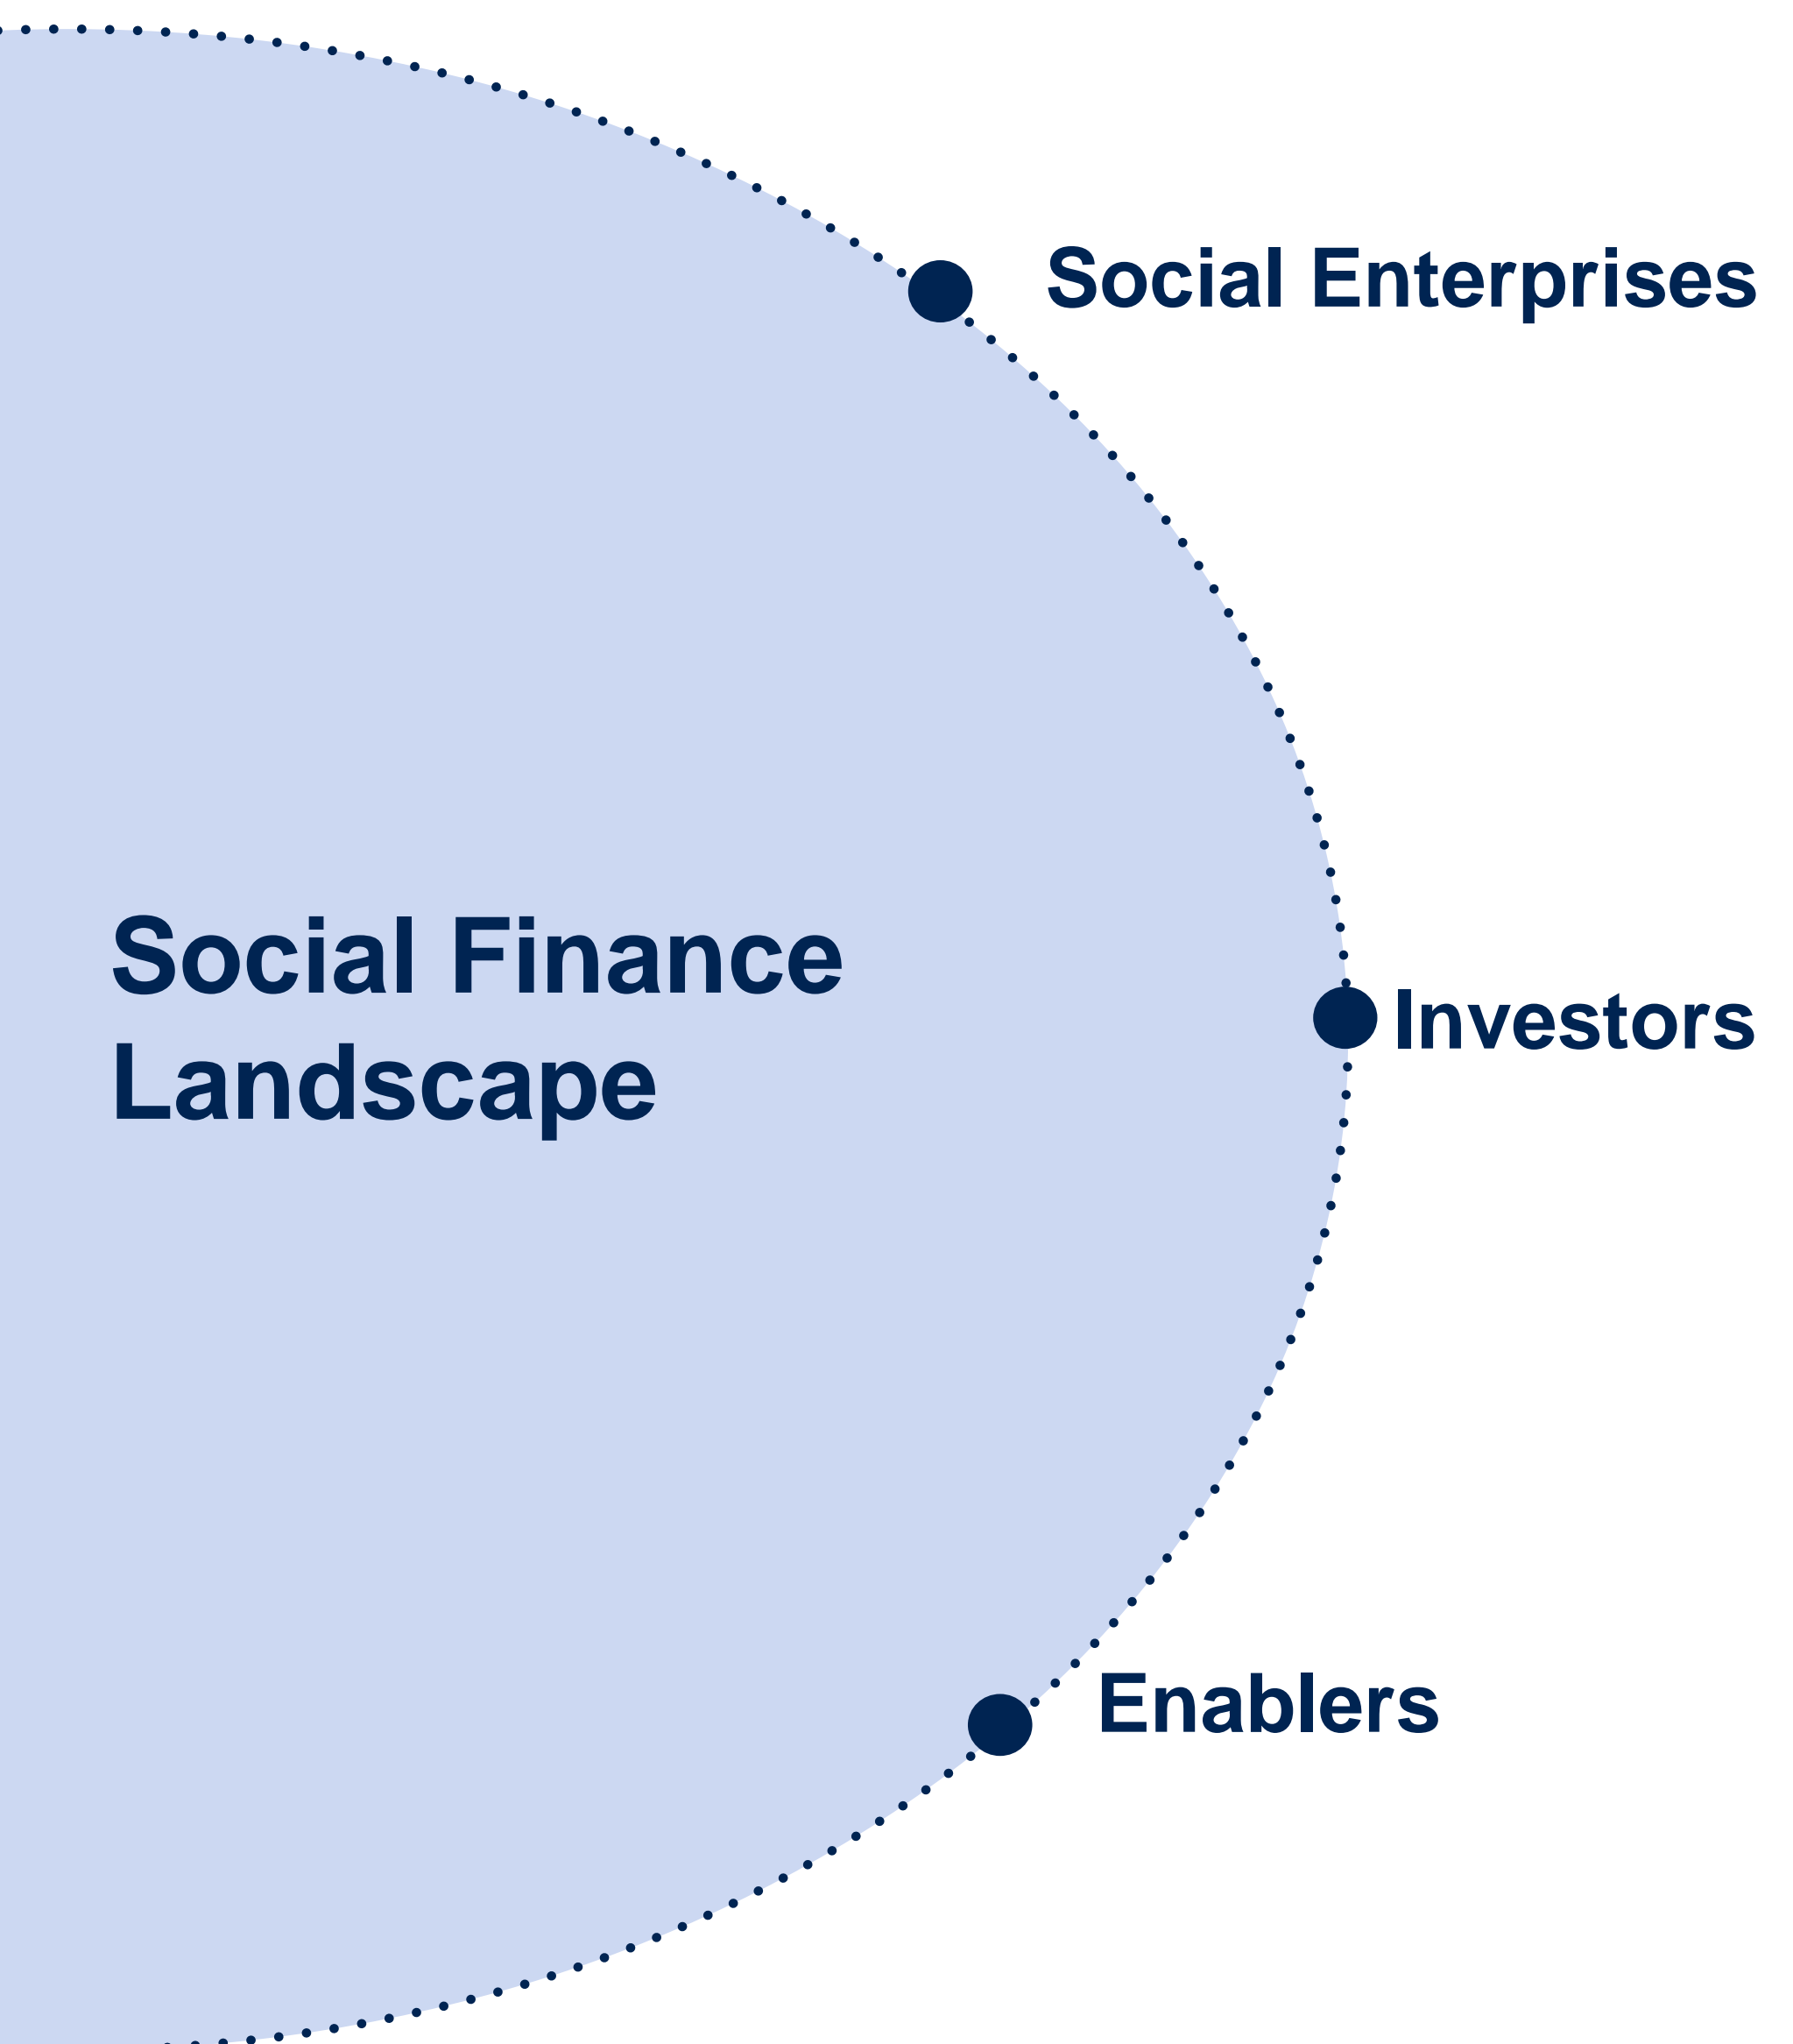 Social Enterprises
Social Finance
Landscape
Investors
Enablers